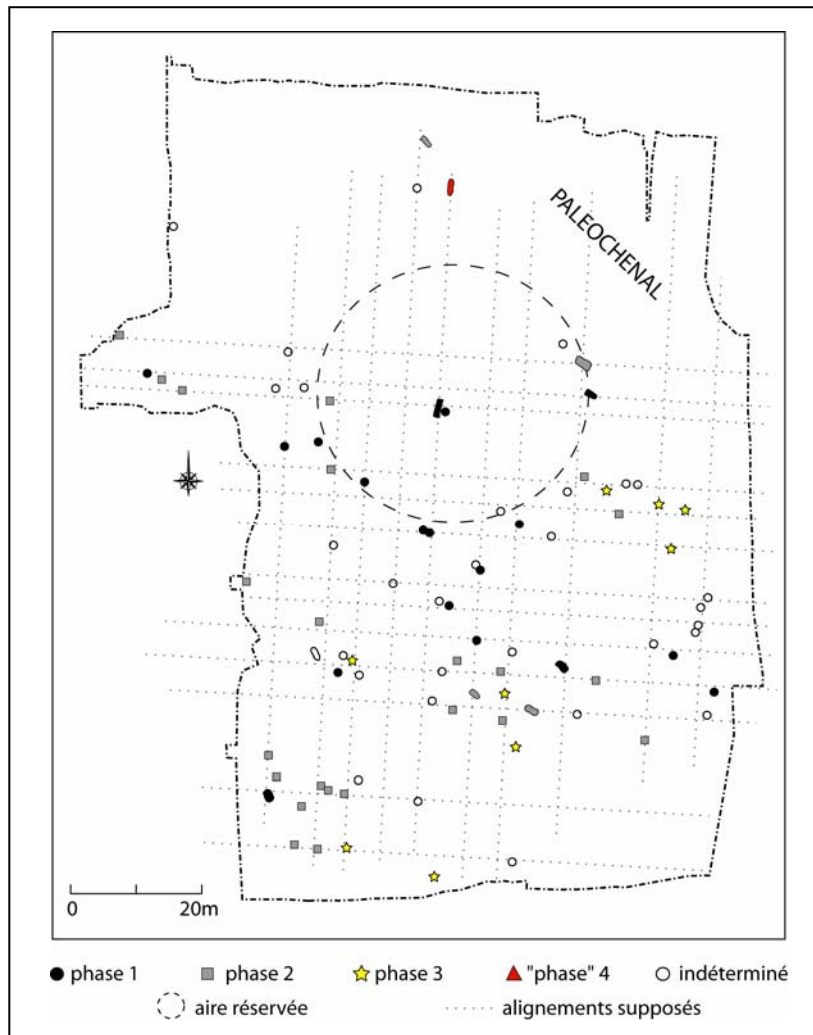 PALEOCHENAL
0 20m
phase 1 phase 2 phase 3 "phase" 4 indéterminé
aire réservée alignements supposés